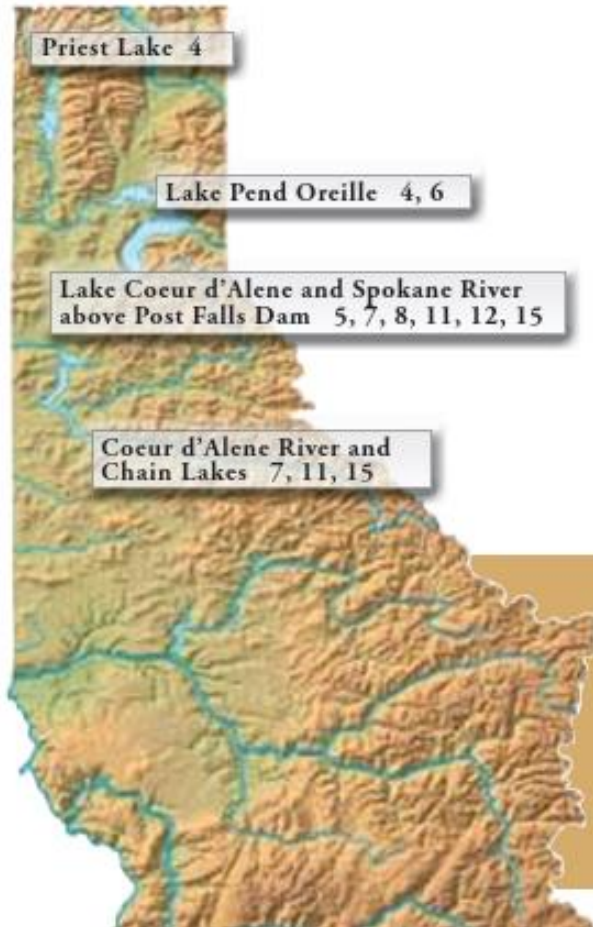 Priest Lake 4
Lake Pend Oreille 4, 6
Lake Coeur d'Alene and Spokane River
above Post Falls Dam 5, 7, 8, 11, 12, 15
Coeur d'Alene River and
Chain Lakes 7, 11, 15